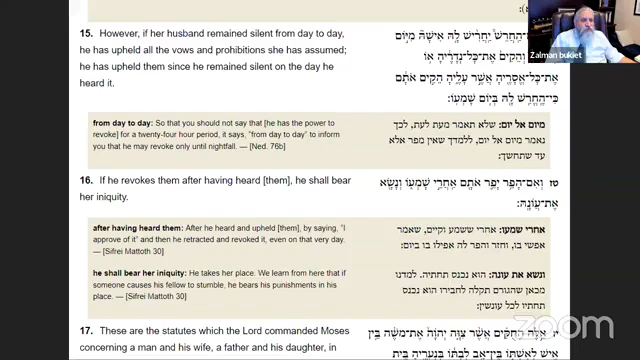 (א):
15. However, if her husband remained silent from day to day,
he has upheld all the vows and prohibitions she has assumed;
he has upheld them since he remained silent on the day he
heard it.
הַחֲרֵשׁ֩ יַחֲרִ֨ישׁ לָ֥הּ אִישָׁהּ֮ מִיּ֣וֹם
וְהֵקִים֙ אֶת־כָּל־נְדָרֶ֔יהָ א֥וֹ
אֶת־כָּל־אֱסָרֶ֖יהָ אֲשֶׁ֣ר עָלֶ֑יהָ הֵקִ֣ים אֹתָ֔ם
כִּי־הֶחֱרִ֥שׁ לָ֖הּ בְּי֥וֹם שָׁמְעֽוֹ:
from day to day: So that you should not say that [he has the power to
revoke] for a twenty-four hour period, it says, "from day to day" to inform
you that he may revoke only until nightfall. — [Ned. 76b]
מיום אל יום: שלא תאמר מעת לעת, לכך
נאמר מיום אל יום, ללמדך שאין מפר אלא
עד שתחשך:
16. If he revokes them after having heard [them], he shall bear
her iniquity.
טז וְאִם־הָפֵ֥ר יָפֵ֛ר אֹתָ֖ם אַחֲרֵ֣י שָׁמְע֑וֹ וְנָשָׂ֖א
אֶת־עֲוֺנָֽהּ:
after having heard them: After he heard and upheld [them], by saying, "I
approve of it" and then he retracted and revoked it, even on that very day.
— [Sifrei Mattoth 30]
אחרי שמעו: אחרי ששמע וקיים, שאמר
אפשי בו, וחזר והפר לה אפילו בו ביום:
he shall bear her iniquity: He takes her place. We learn from here that if
someone causes his fellow to stumble, he bears his punishments in his
place. — [Sifrei Mattoth 30]
ונשא את עונה: הוא נכנס תחתיה. למדנו
מכאן שהגורם תקלה לחבירו הוא נכנס
תחתיו לכל עונשין:
17. These are the statutes which the Lord commanded Moses
concerning a man and his wife, a father and his daughter, in
אֵ֣לֶּה הַֽחֻקִּ֗ים אֲשֶׁ֨ר צִוָּ֤ה יְהֹוָה֙ אֶת־מֹשֶׁ֔ה בֵּ֥ין
אִ֖ישׁ לְאִשְׁתּ֑וֹ בֵּֽין־אָ֣ב לְבִתּ֔וֹ בִּנְעֻרֶ֖יהָ בֵּ֥ית
Zalman bukiet
zoom